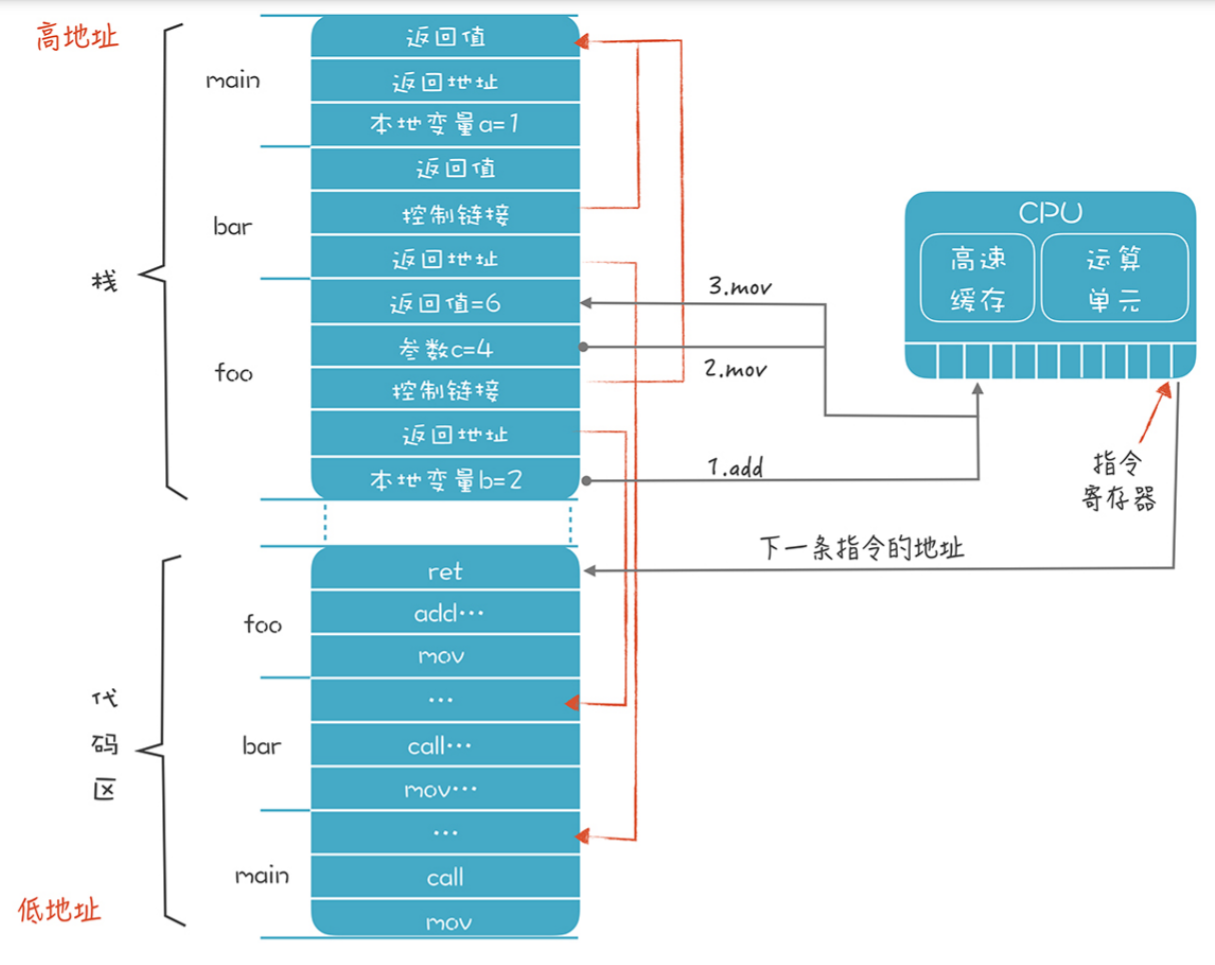 高地址
main
返回值
返回地址
本地变量a=1
bar
返回值
控制链接
返回地址
栈
foo
返回值=6
参数c=4
控制链接
返回地址
本地变量b=2
3.mov
2.mov
1.add
CPU
高速
缓存
运算
单元
指令
寄存器
下一条指令的地址
代
码
区
foo
ret
add…
mov
bar
…
call…
mov…
main
…
call
mov
低地址